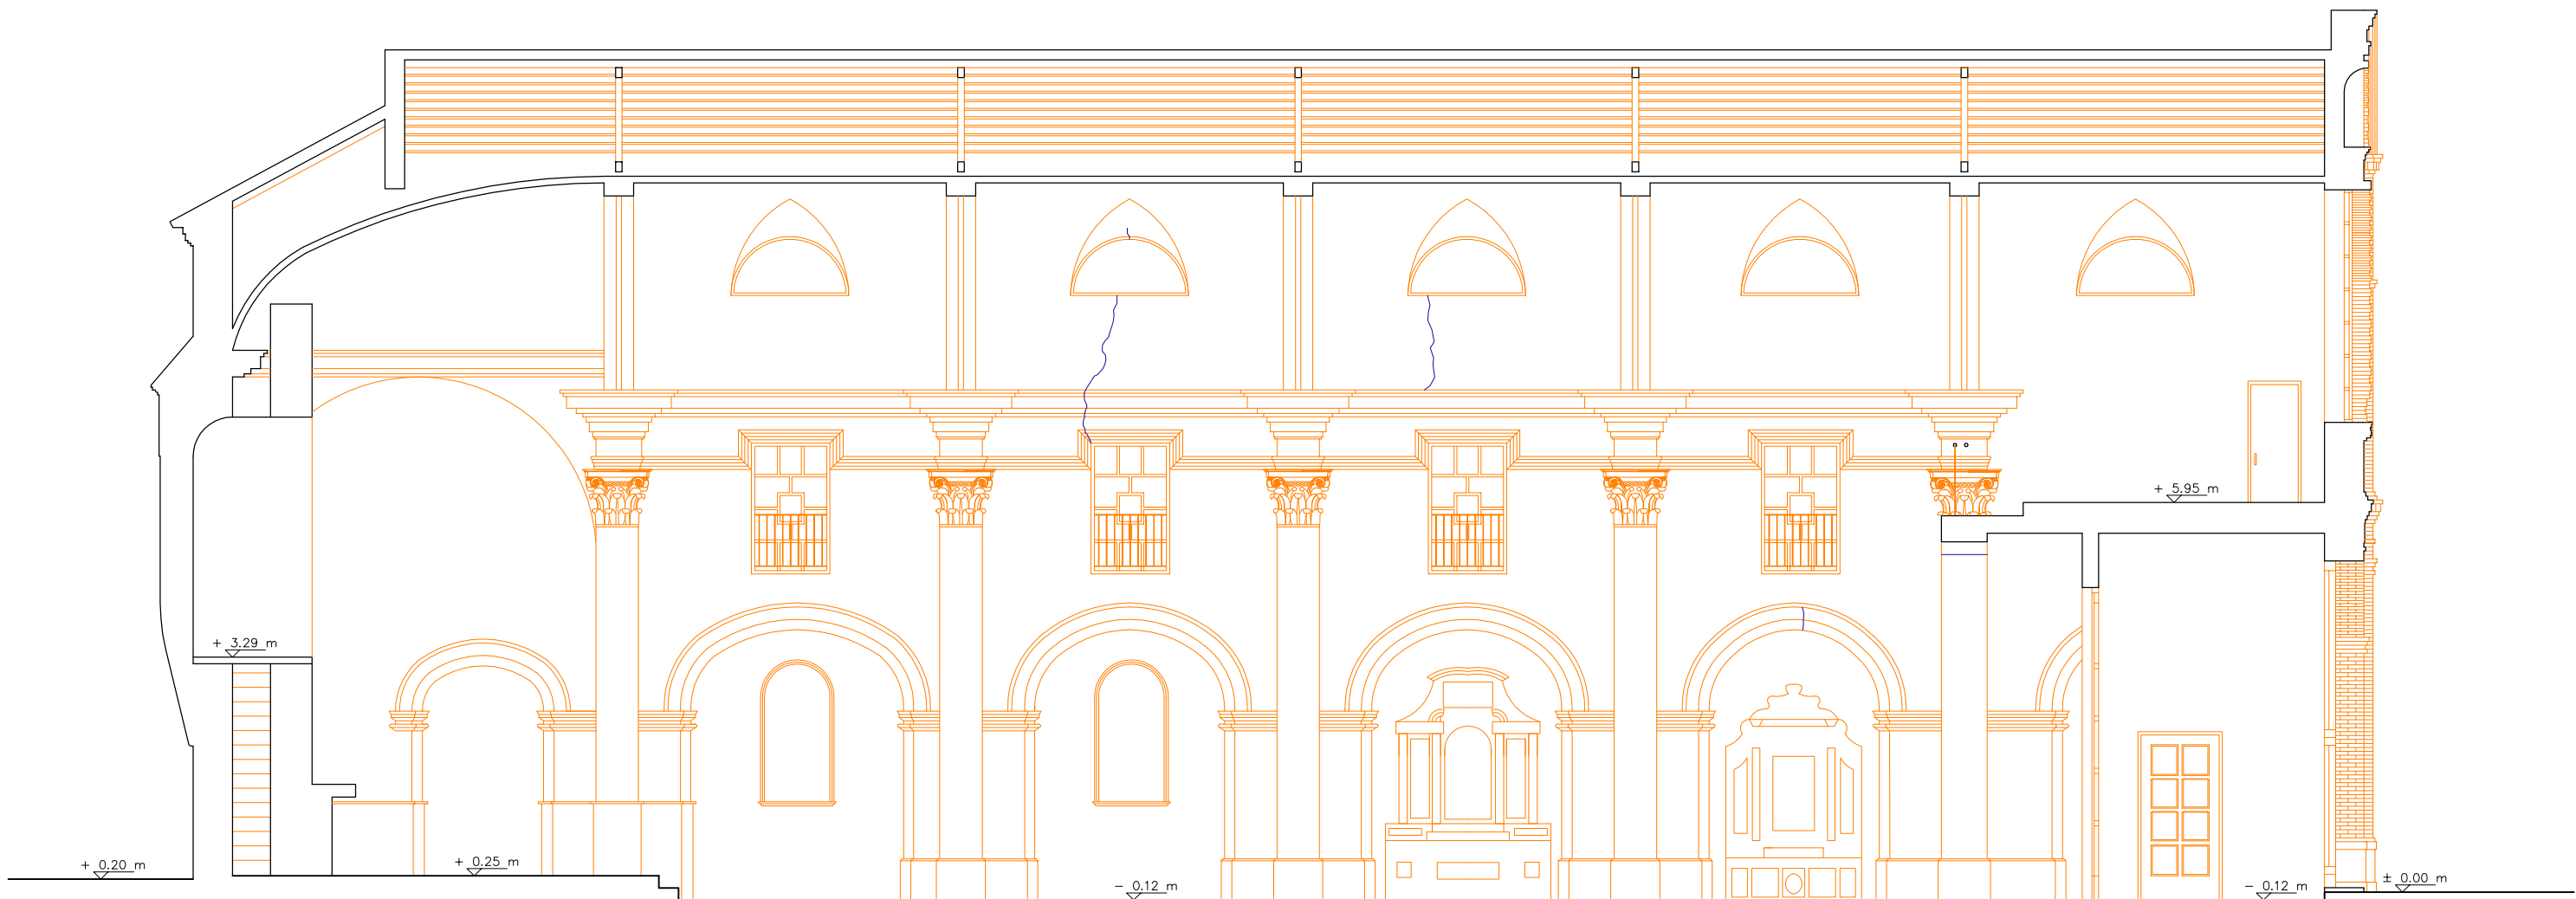 + 5.95 m
+ 3.29 m
+ 0.20 m
+ 0.25 m
- 0.12 m
- 0.12 m
± 0.00 m